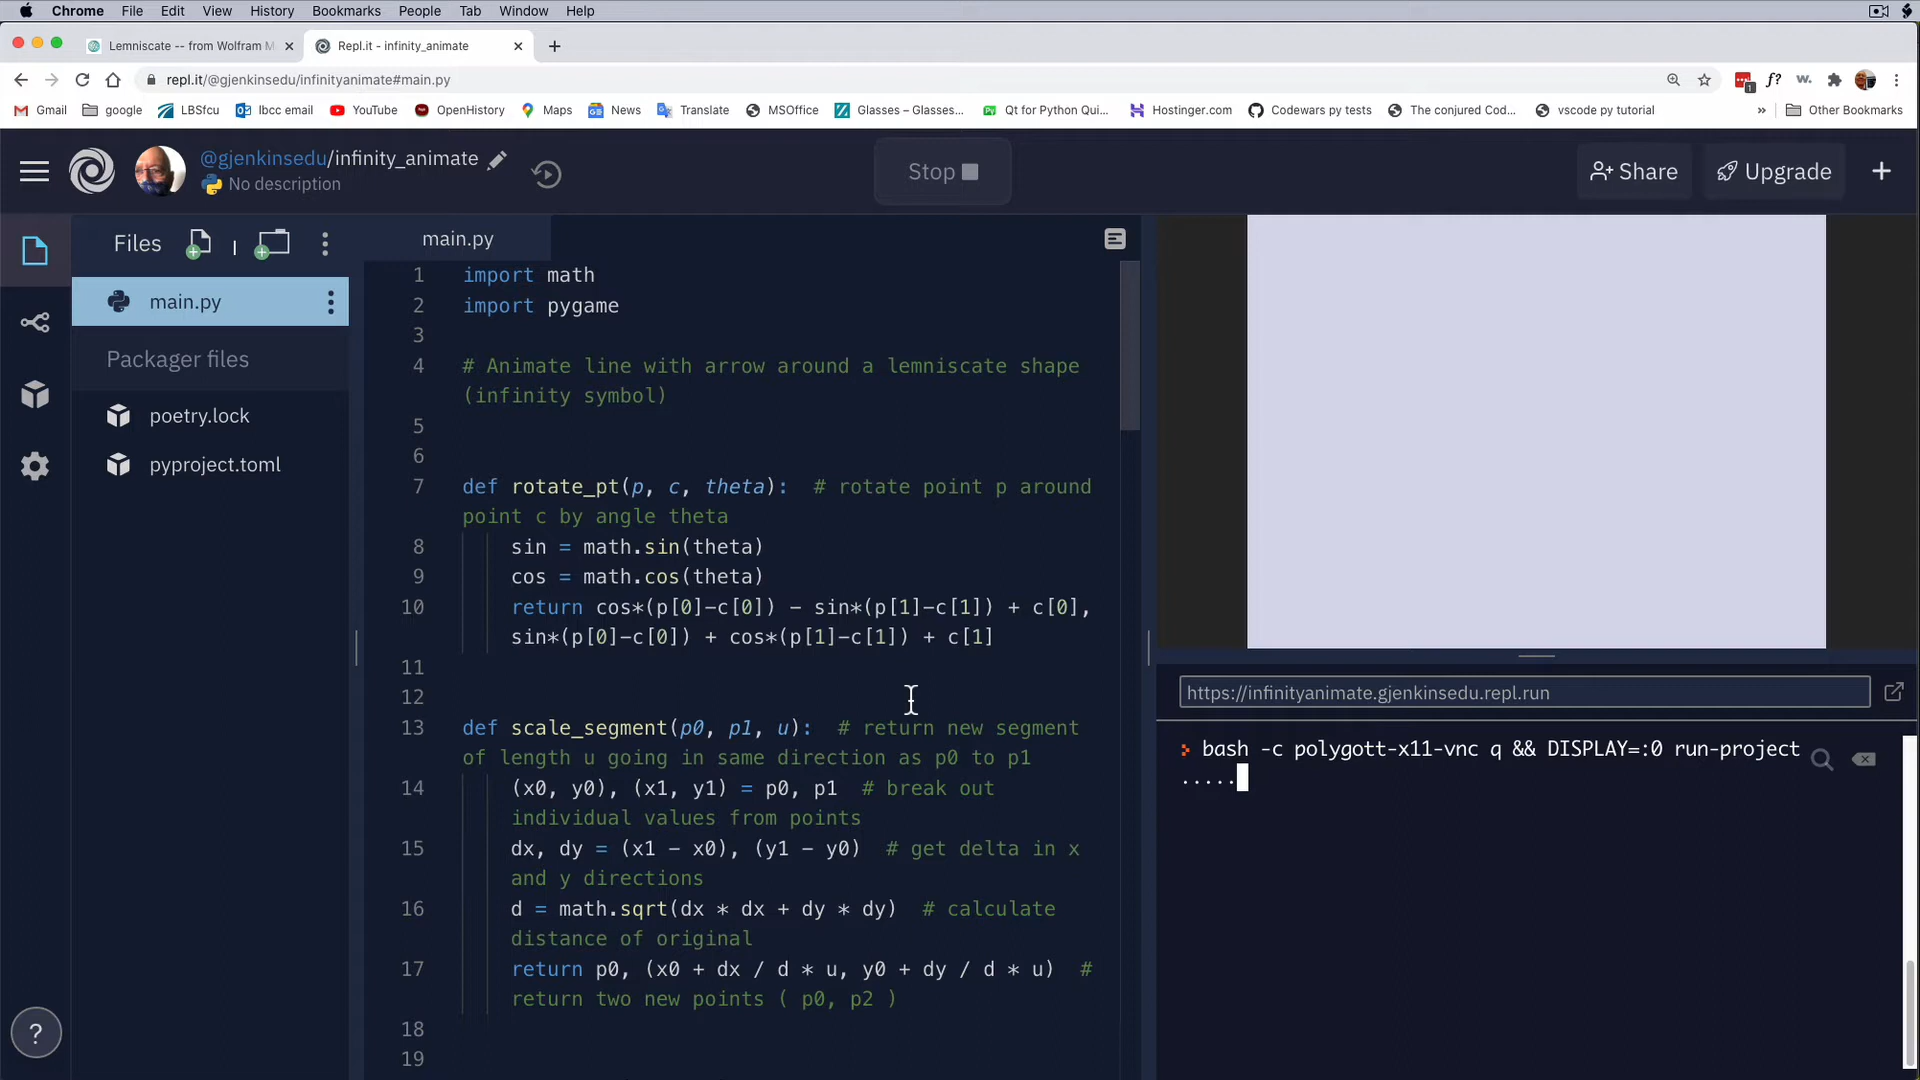 Chrome File Edit View History Bookmarks People Tab Window Help
Lemniscate -- from Wolfram M
Repl.it - infinity_animate
repl.it/@gjenkinsedu/infinityanimate#main.py
Gmail google LBSfcu lbcc email YouTube OpenHistory Maps News Translate MSOffice Glasses – Glasses... Qt for Python Qui... Hostinger.com Codewars py tests The conjured Cod... vscode py tutorial » Other Bookmarks
@gjenkinsedu/infinity_animate
No description
Stop
Share
Upgrade
Files
main.py
Packager files
poetry.lock
pyproject.toml
main.py
1 import math
2 import pygame
3
4 # Animate line with arrow around a lemniscate shape
(infinity symbol)
5
6
7 def rotate_pt(p, c, theta):  # rotate point p around
point c by angle theta
8 sin = math.sin(theta)
9 cos = math.cos(theta)
10 return cos*(p[0]-c[0]) - sin*(p[1]-c[1]) + c[0],
sin*(p[0]-c[0]) + cos*(p[1]-c[1]) + c[1]
11
12
13 def scale_segment(p0, p1, u):  # return new segment
of length u going in same direction as p0 to p1
14 (x0, y0), (x1, y1) = p0, p1  # break out
individual values from points
15 dx, dy = (x1 - x0), (y1 - y0)  # get delta in x
and y directions
16 d = math.sqrt(dx * dx + dy * dy)  # calculate
distance of original
17 return p0, (x0 + dx / d * u, y0 + dy / d * u)  #
return two new points ( p0, p2 )
18
19
https://infinityanimate.gjenkinsedu.repl.run
bash -c polygott-x11-vnc q && DISPLAY=:0 run-project
.....
?